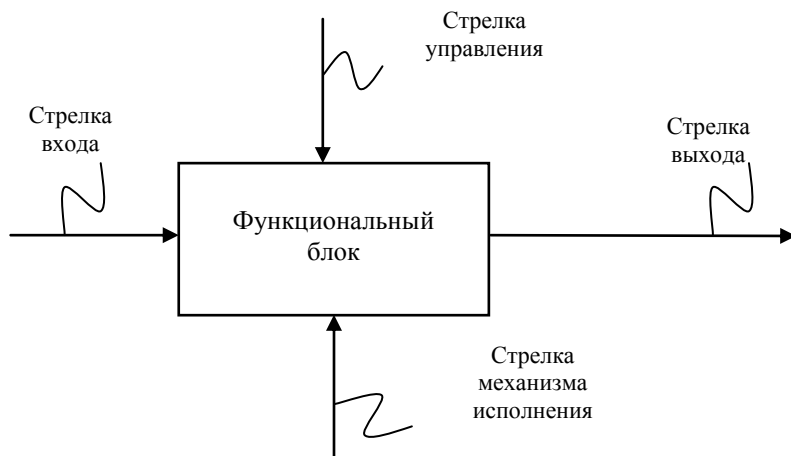 Стрелка
управления
Стрелка
входа
Стрелка
выхода
Функциональный
блок
Стрелка
механизма
исполнения